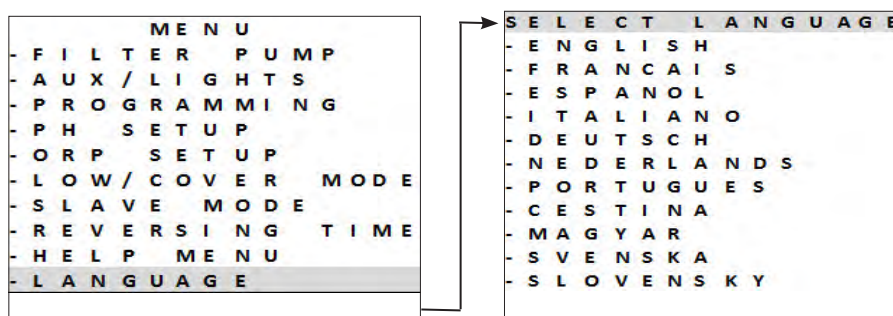 MENU
- FILTER PUMP
- AUX/LIGHTS
- PROGRAMMING
- PH SETUP
- ORP SETUP
- LOW/COVER MODE
- SLAVE MODE
- REVERSING TIME
- HELP MENU
- LANGUAGE
SELECT LANGUAGE
- ENGLISH
- FRANCAIS
- ESPANOL
- ITALIANO
- DEUTSCH
- NEDERLANDS
- PORTUGUES
- CESTINA
- MAGYAR
- SVENSKA
- SLOVENSKY